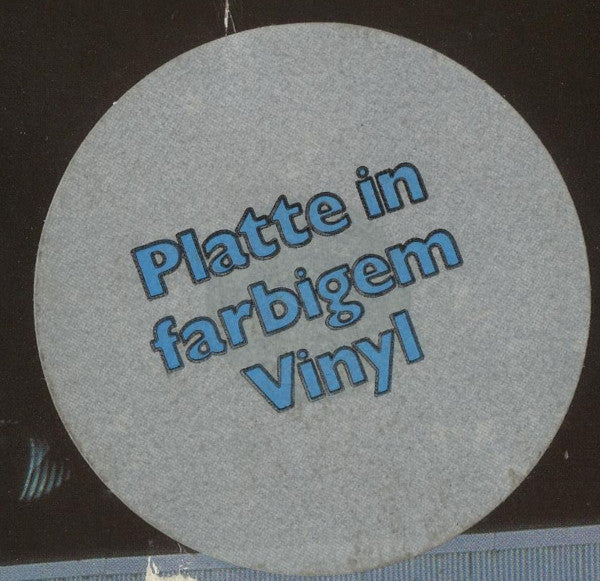 Platte in
farbigem
Vinyl